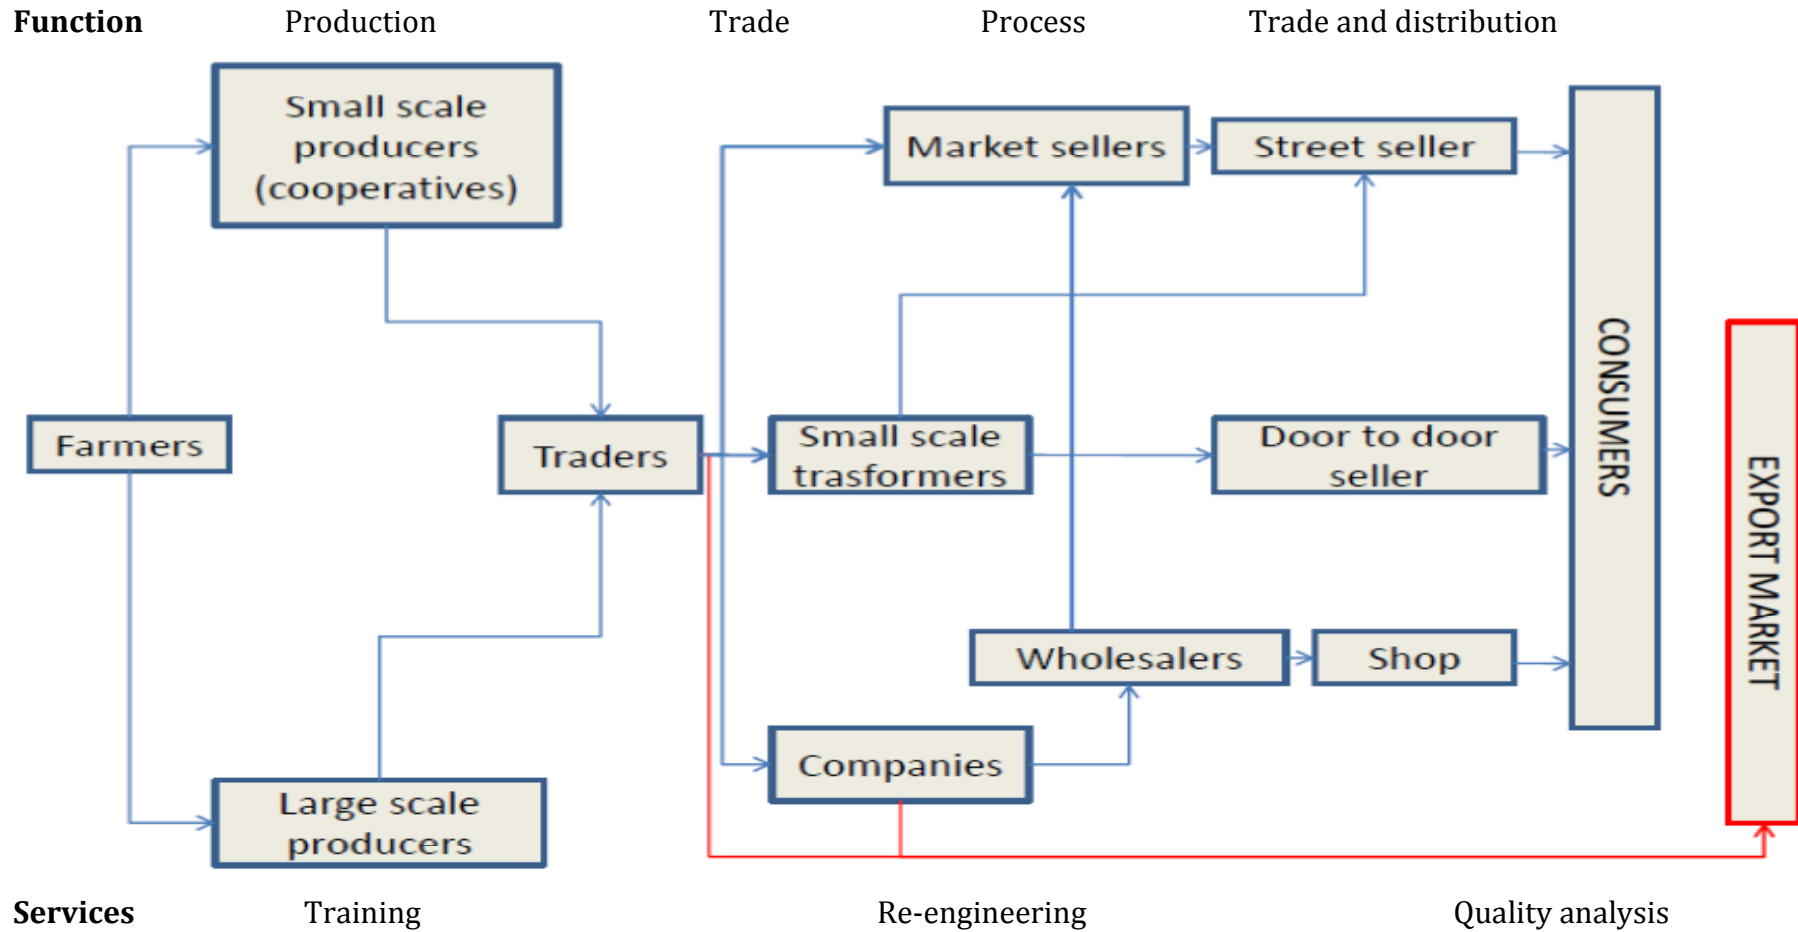 Function Production Trade Process Trade and distribution
Small scale
producers
(cooperatives)
Market sellers
Street seller
Farmers
Traders
Small scale
trasformers
Door to door
seller
CONSUMERS
EXPORT MARKET
Wholesalers
Shop
Companies
Large scale
producers
Services Training Re-engineering Quality analysis